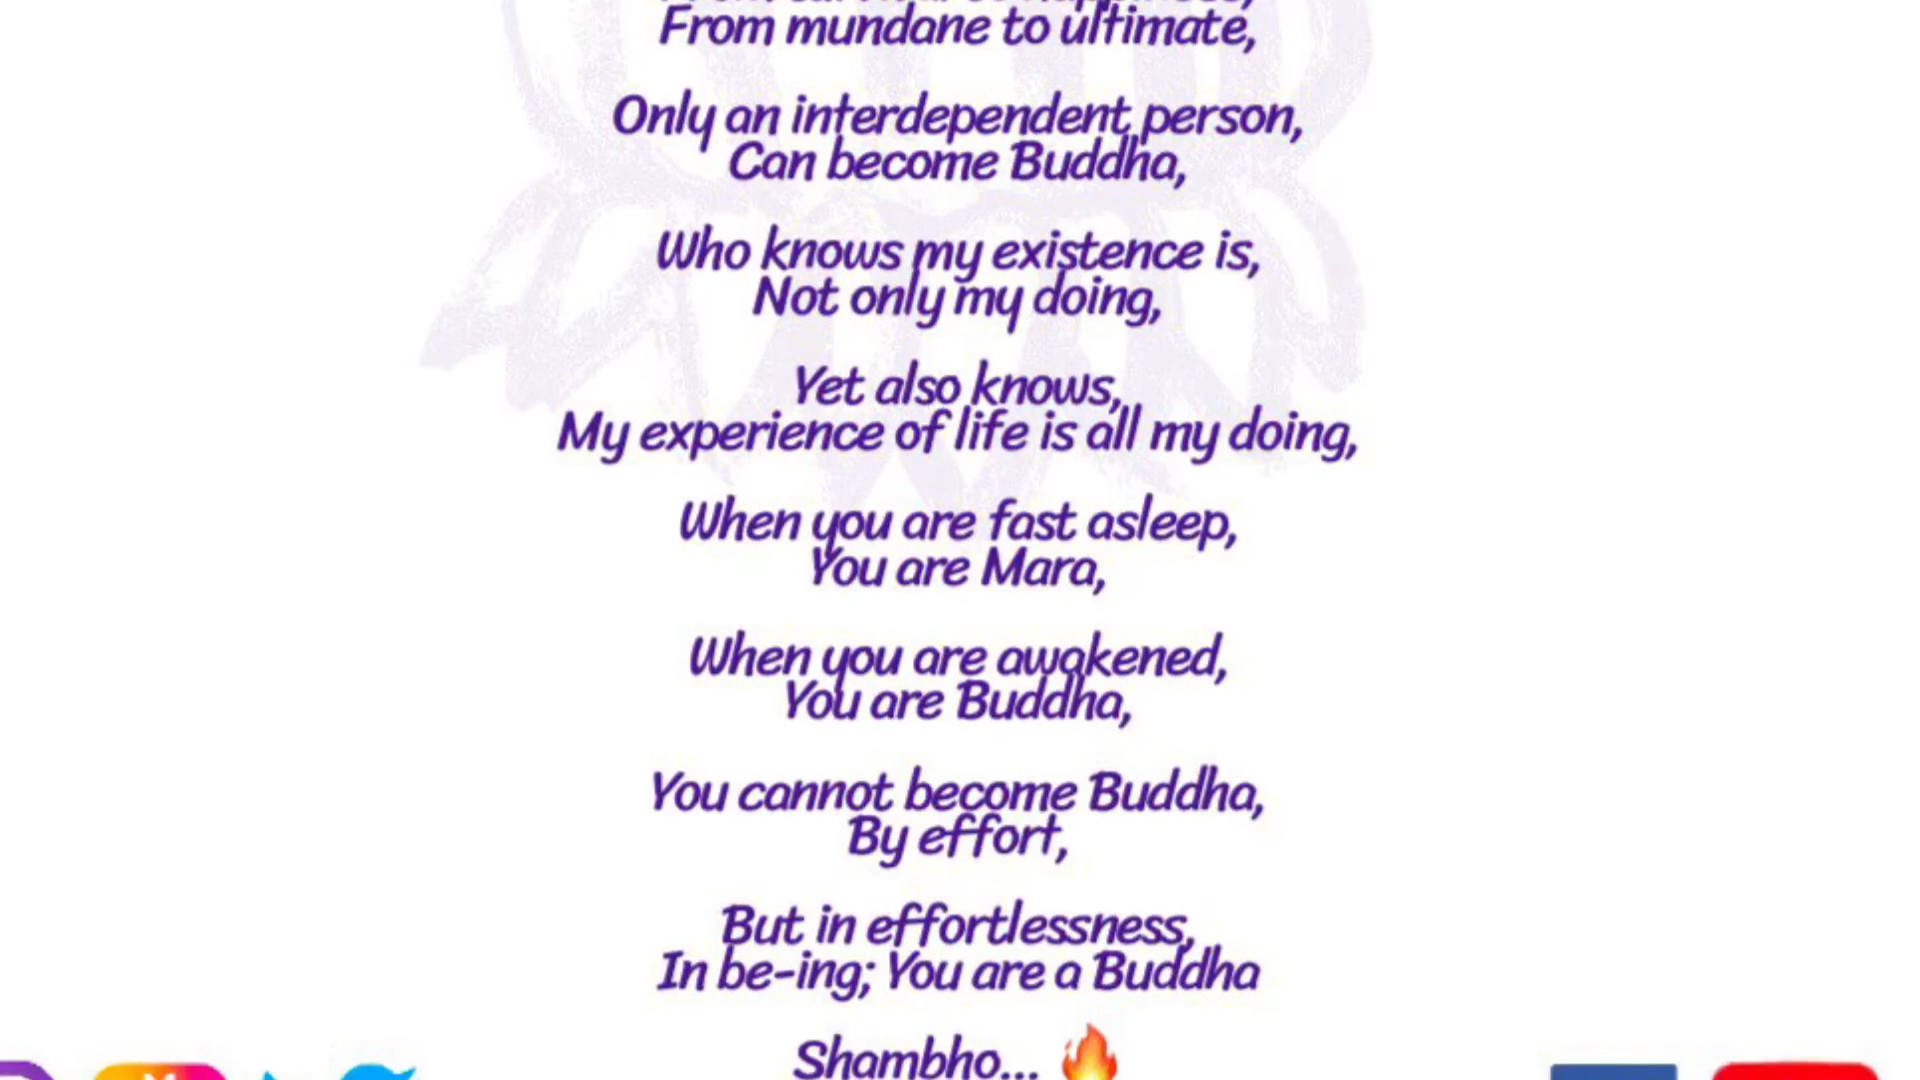 From mundane to ultimate,
Only an interdependent person,
Can become Buddha,
Who knows my existence is,
Not only my doing,
Yet also knows,
My experience of life is all my doing,
When you are fast asleep,
You are Mara,
When you are awakened,
You are Buddha,
You cannot become Buddha,
By effort,
But in effortlessness,
In be-ing; You are a Buddha
Shambho... 🔥